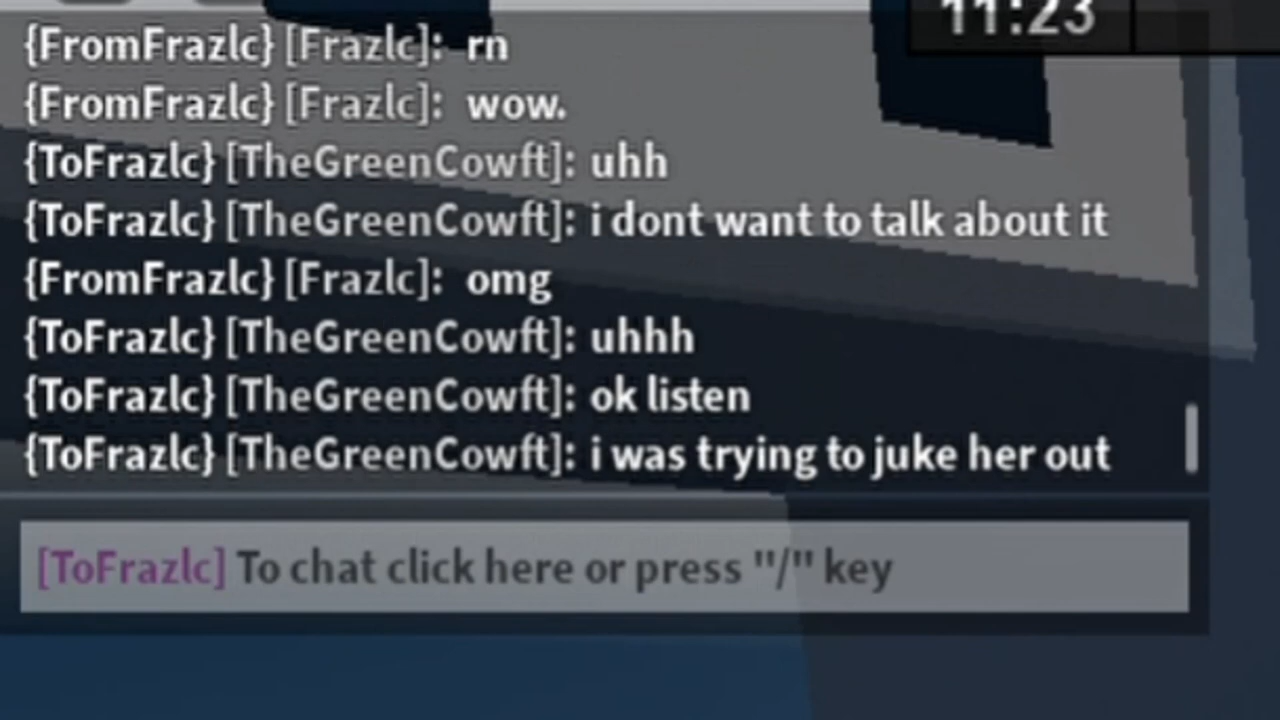 11:23
{FromFrazlc} [Frazlc]: rn
{FromFrazlc} [Frazlc]: wow.
{ToFrazlc} [TheGreenCowft]: uhh
{ToFrazlc} [TheGreenCowft]: i dont want to talk about it
{FromFrazlc} [Frazlc]: omg
{ToFrazlc} [TheGreenCowft]: uhhh
{ToFrazlc} [TheGreenCowft]: ok listen
{ToFrazlc} [TheGreenCowft]: i was trying to juke her out
[ToFrazlc] To chat click here or press "/" key